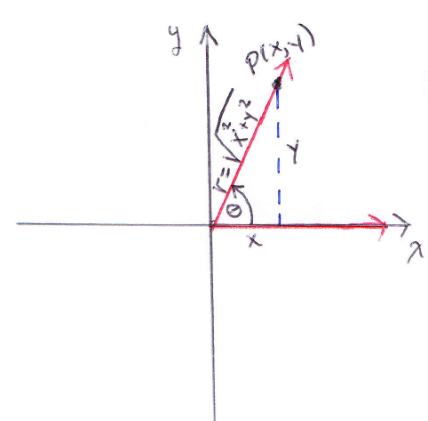 y
P(x,y)
r=√x²+y²
y
θ
x
x